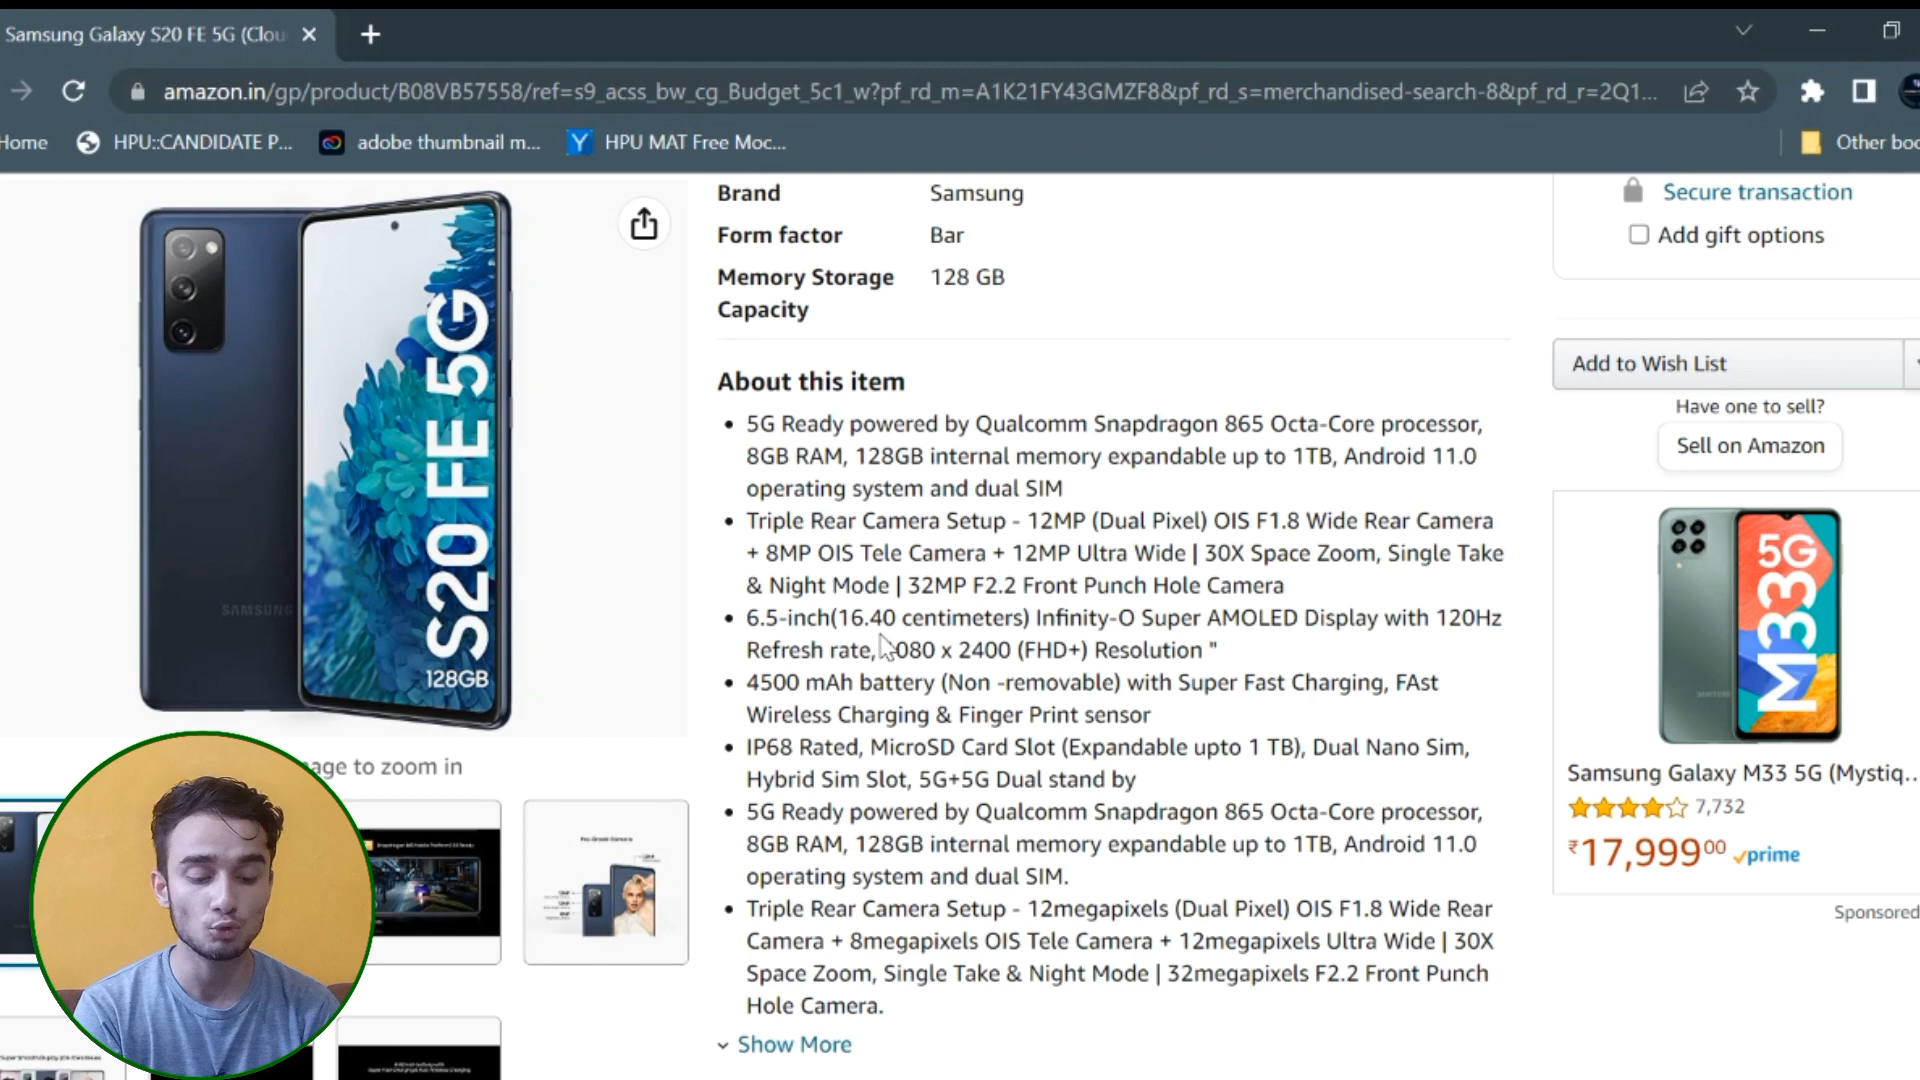 Samsung Galaxy S20 FE 5G (Clou
amazon.in/gp/product/B08VB57558/ref=s9_acss_bw_cg_Budget_5c1_w?pf_rd_m=A1K21FY43GMZF8&pf_rd_s=merchandised-search-8&pf_rd_r=2Q1...
Home HPU::CANDIDATE P... adobe thumbnail m... Y HPU MAT Free Moc... Other boo
S20 FE 5G
128GB
SAMSUNG
age to zoom in
Brand Samsung
Form factor Bar
Memory Storage 128 GB
Capacity
About this item
• 5G Ready powered by Qualcomm Snapdragon 865 Octa-Core processor,
8GB RAM, 128GB internal memory expandable up to 1TB, Android 11.0
operating system and dual SIM
• Triple Rear Camera Setup - 12MP (Dual Pixel) OIS F1.8 Wide Rear Camera
+ 8MP OIS Tele Camera + 12MP Ultra Wide | 30X Space Zoom, Single Take
& Night Mode | 32MP F2.2 Front Punch Hole Camera
• 6.5-inch(16.40 centimeters) Infinity-O Super AMOLED Display with 120Hz
Refresh rate, 080 x 2400 (FHD+) Resolution "
• 4500 mAh battery (Non -removable) with Super Fast Charging, FAst
Wireless Charging & Finger Print sensor
• IP68 Rated, MicroSD Card Slot (Expandable upto 1 TB), Dual Nano Sim,
Hybrid Sim Slot, 5G+5G Dual stand by
• 5G Ready powered by Qualcomm Snapdragon 865 Octa-Core processor,
8GB RAM, 128GB internal memory expandable up to 1TB, Android 11.0
operating system and dual SIM.
• Triple Rear Camera Setup - 12megapixels (Dual Pixel) OIS F1.8 Wide Rear
Camera + 8megapixels OIS Tele Camera + 12megapixels Ultra Wide | 30X
Space Zoom, Single Take & Night Mode | 32megapixels F2.2 Front Punch
Hole Camera.
Show More
Secure transaction
Add gift options
Add to Wish List
Have one to sell?
Sell on Amazon
M33 5G
Samsung Galaxy M33 5G (Mystiq...
7,732
₹17,999⁰⁰ prime
Sponsored